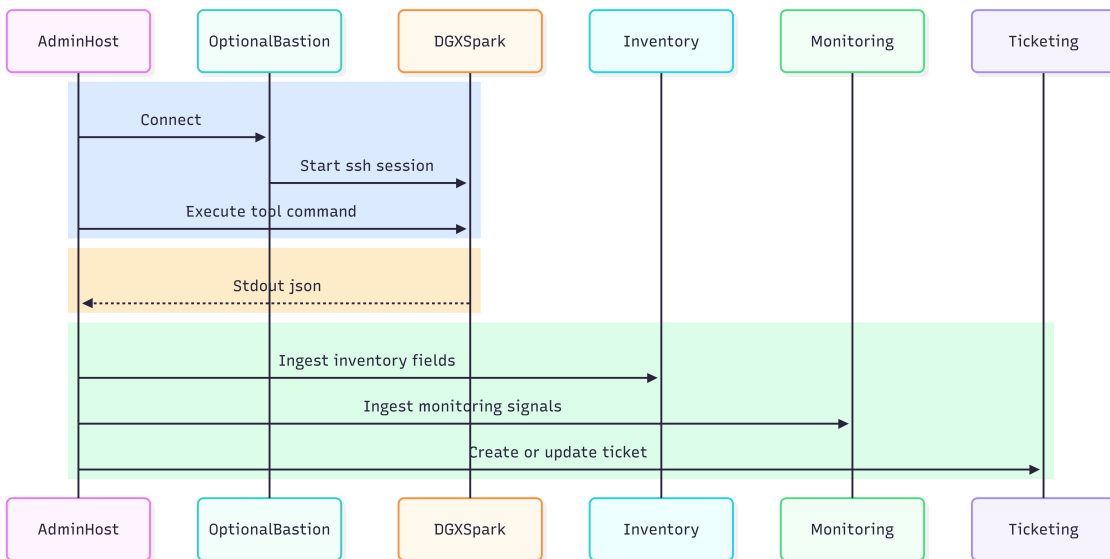 AdminHost
OptionalBastion
DGXSpark
Inventory
Monitoring
Ticketing
Connect
Start ssh session
Execute tool command
Stdout json
Ingest inventory fields
Ingest monitoring signals
Create or update ticket
AdminHost
OptionalBastion
DGXSpark
Inventory
Monitoring
Ticketing